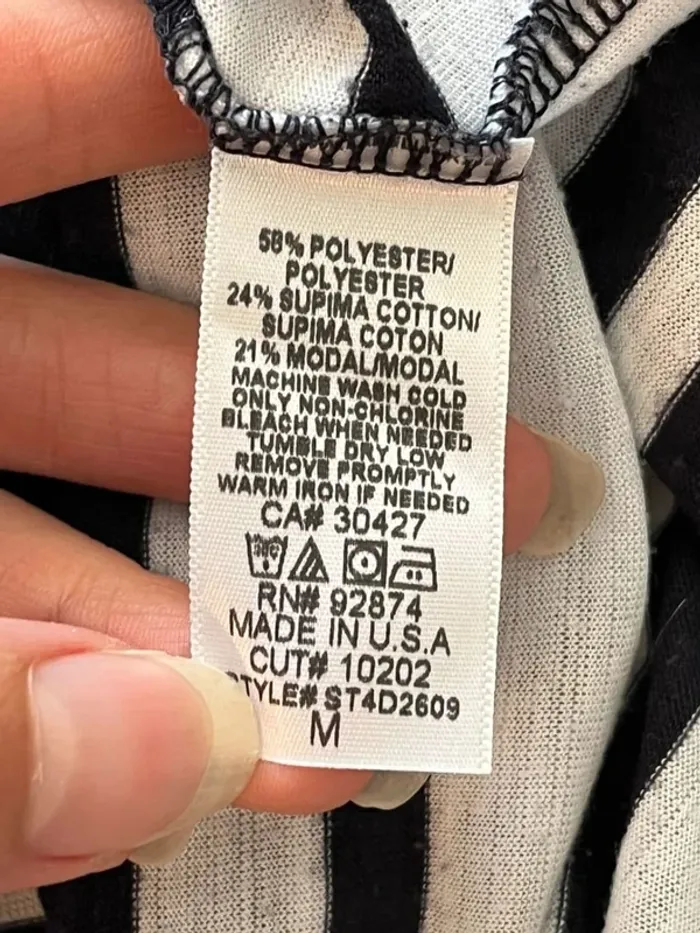 58% POLYESTER/
POLYESTER
24% SUPIMA COTTON/
SUPIMA COTON
21% MODAL/MODAL
MACHINE WASH COLD
ONLY NON-CHLORINE
BLEACH WHEN NEEDED
TUMBLE DRY LOW
REMOVE PROMPTLY
WARM IRON IF NEEDED
CA# 30427
RN# 92874
MADE IN U.S.A
CUT# 10202
TYLE# ST4D2609
M